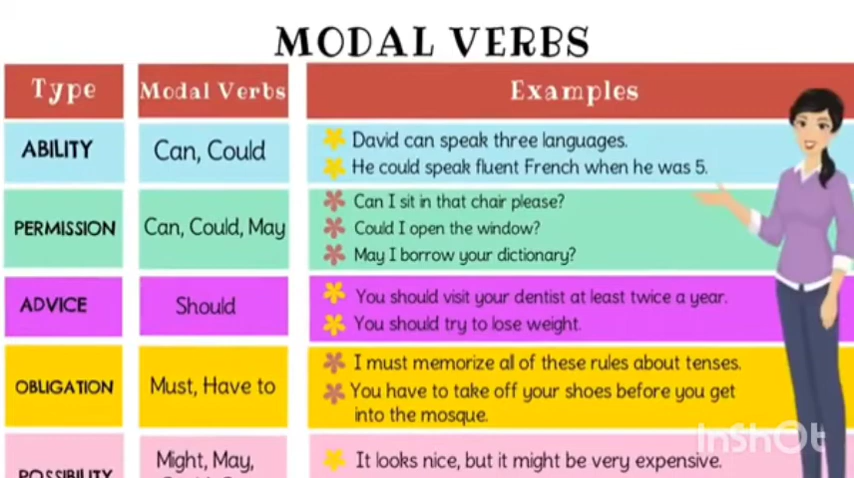 MODAL VERBS
Type
Modal Verbs
Examples
ABILITY
Can, Could
David can speak three languages.
He could speak fluent French when he was 5.
PERMISSION
Can, Could, May
Can I sit in that chair please?
Could I open the window?
May I borrow your dictionary?
ADVICE
Should
You should visit your dentist at least twice a year.
You should try to lose weight.
OBLIGATION
Must, Have to
I must memorize all of these rules about tenses.
You have to take off your shoes before you get
into the mosque.
POSSIBILITY
Might, May,
It looks nice, but it might be very expensive.
InShOt